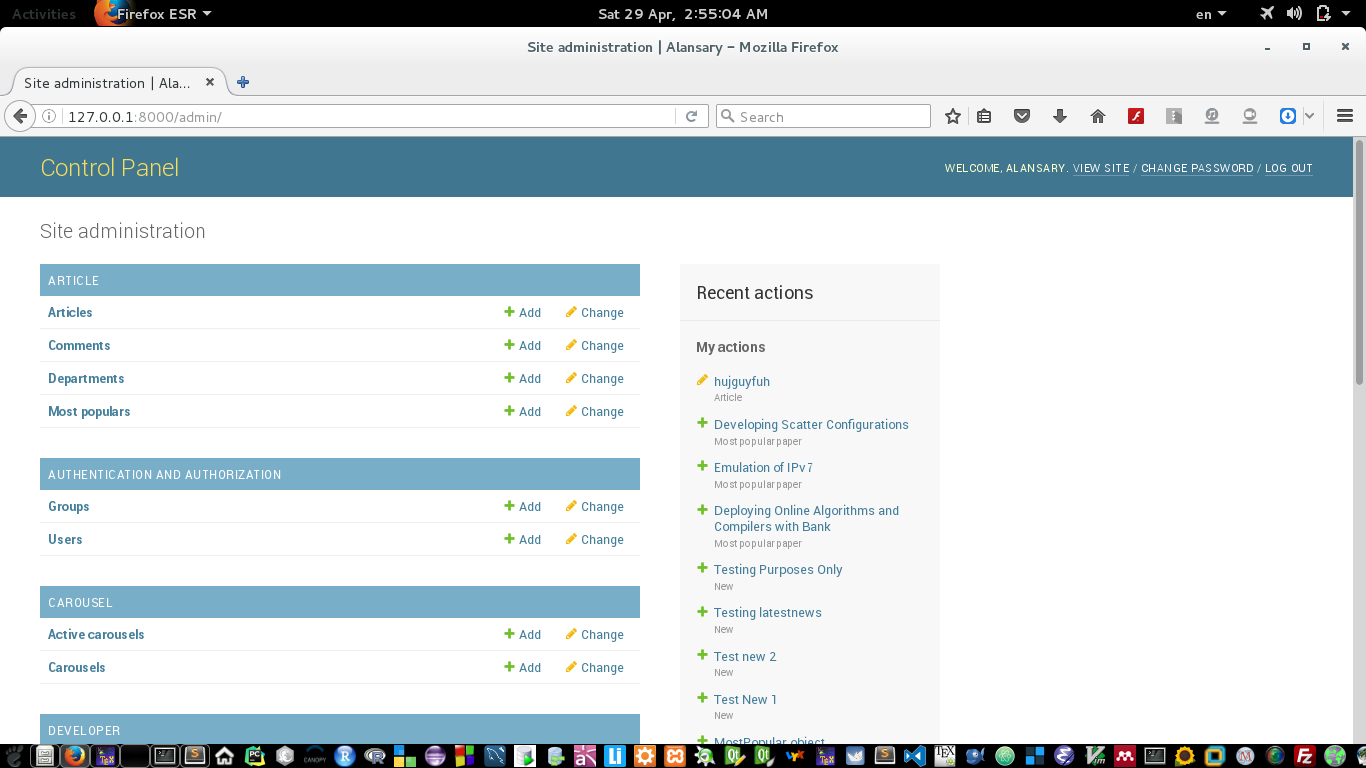 Activities
Firefox ESR
Sat 29 Apr, 2:55:04 AM
en
Site administration | Alansary – Mozilla Firefox
Site administration | Ala...
127.0.0.1:8000/admin/
Search
Control Panel
WELCOME, ALANSARY. VIEW SITE / CHANGE PASSWORD / LOG OUT
Site administration
ARTICLE
Articles Add Change
Comments Add Change
Departments Add Change
Most populars Add Change
AUTHENTICATION AND AUTHORIZATION
Groups Add Change
Users Add Change
CAROUSEL
Active carousels Add Change
Carousels Add Change
DEVELOPER
Recent actions
My actions
hujguyfuh
Article
Developing Scatter Configurations
Most popular paper
Emulation of IPv7
Most popular paper
Deploying Online Algorithms and
Compilers with Bank
Most popular paper
Testing Purposes Only
New
Testing latestnews
New
Test new 2
New
Test New 1
New
MostPopular object